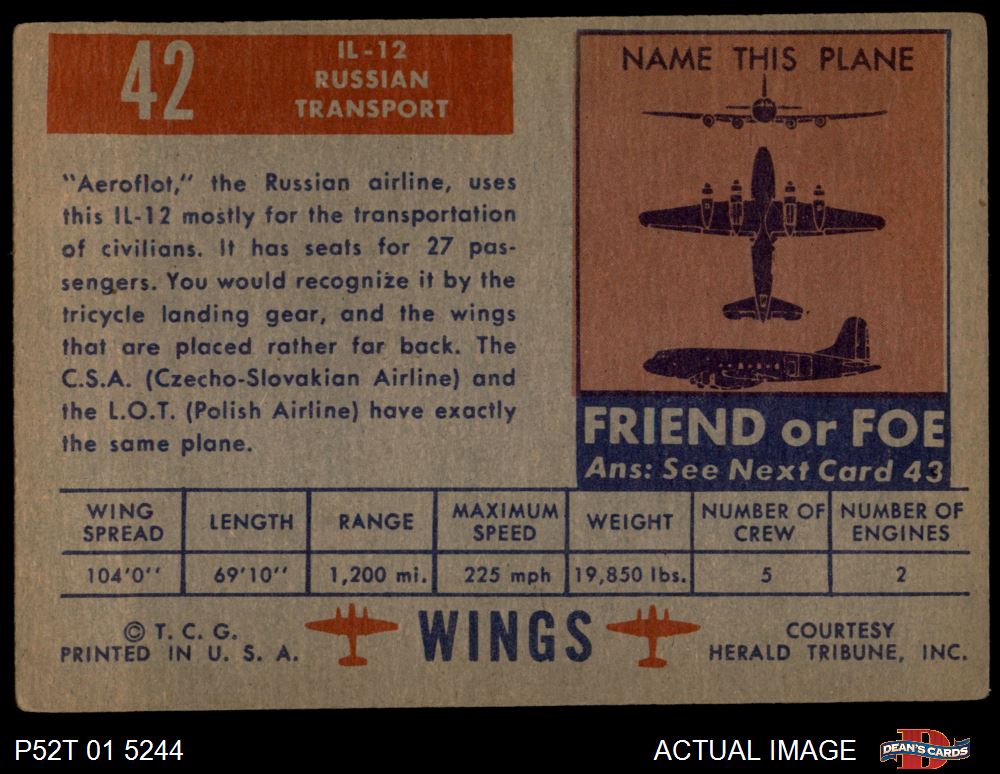 42
IL-12
RUSSIAN
TRANSPORT
"Aeroflot," the Russian airline, uses
this IL-12 mostly for the transportation
of civilians. It has seats for 27 pas-
sengers. You would recognize it by the
tricycle landing gear, and the wings
that are placed rather far back. The
C.S.A. (Czecho-Slovakian Airline) and
the L.O.T. (Polish Airline) have exactly
the same plane.
NAME THIS PLANE
FRIEND or FOE
Ans: See Next Card 43
WING SPREAD
LENGTH
RANGE
MAXIMUM SPEED
WEIGHT
NUMBER OF CREW
NUMBER OF ENGINES
104'0''
69'10''
1,200 mi.
225 mph
19,850 lbs.
5
2
© T. C. G.
PRINTED IN U. S. A.
WINGS
COURTESY
HERALD TRIBUNE, INC.
P52T 01 5244
ACTUAL IMAGE
D
DEAN'S CARDS